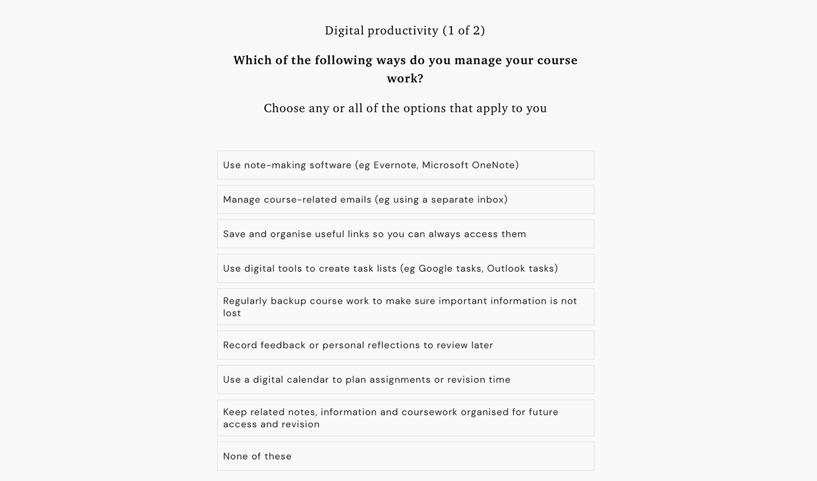 Digital productivity (1 of 2)
Which of the following ways do you manage your course
work?
Choose any or all of the options that apply to you
Use note-making software (eg Evernote, Microsoft OneNote)
Manage course-related emails (eg using a separate inbox)
Save and organise useful links so you can always access them
Use digital tools to create task lists (eg Google tasks, Outlook tasks)
Regularly backup course work to make sure important information is not
lost
Record feedback or personal reflections to review later
Use a digital calendar to plan assignments or revision time
Keep related notes, information and coursework organised for future
access and revision
None of these